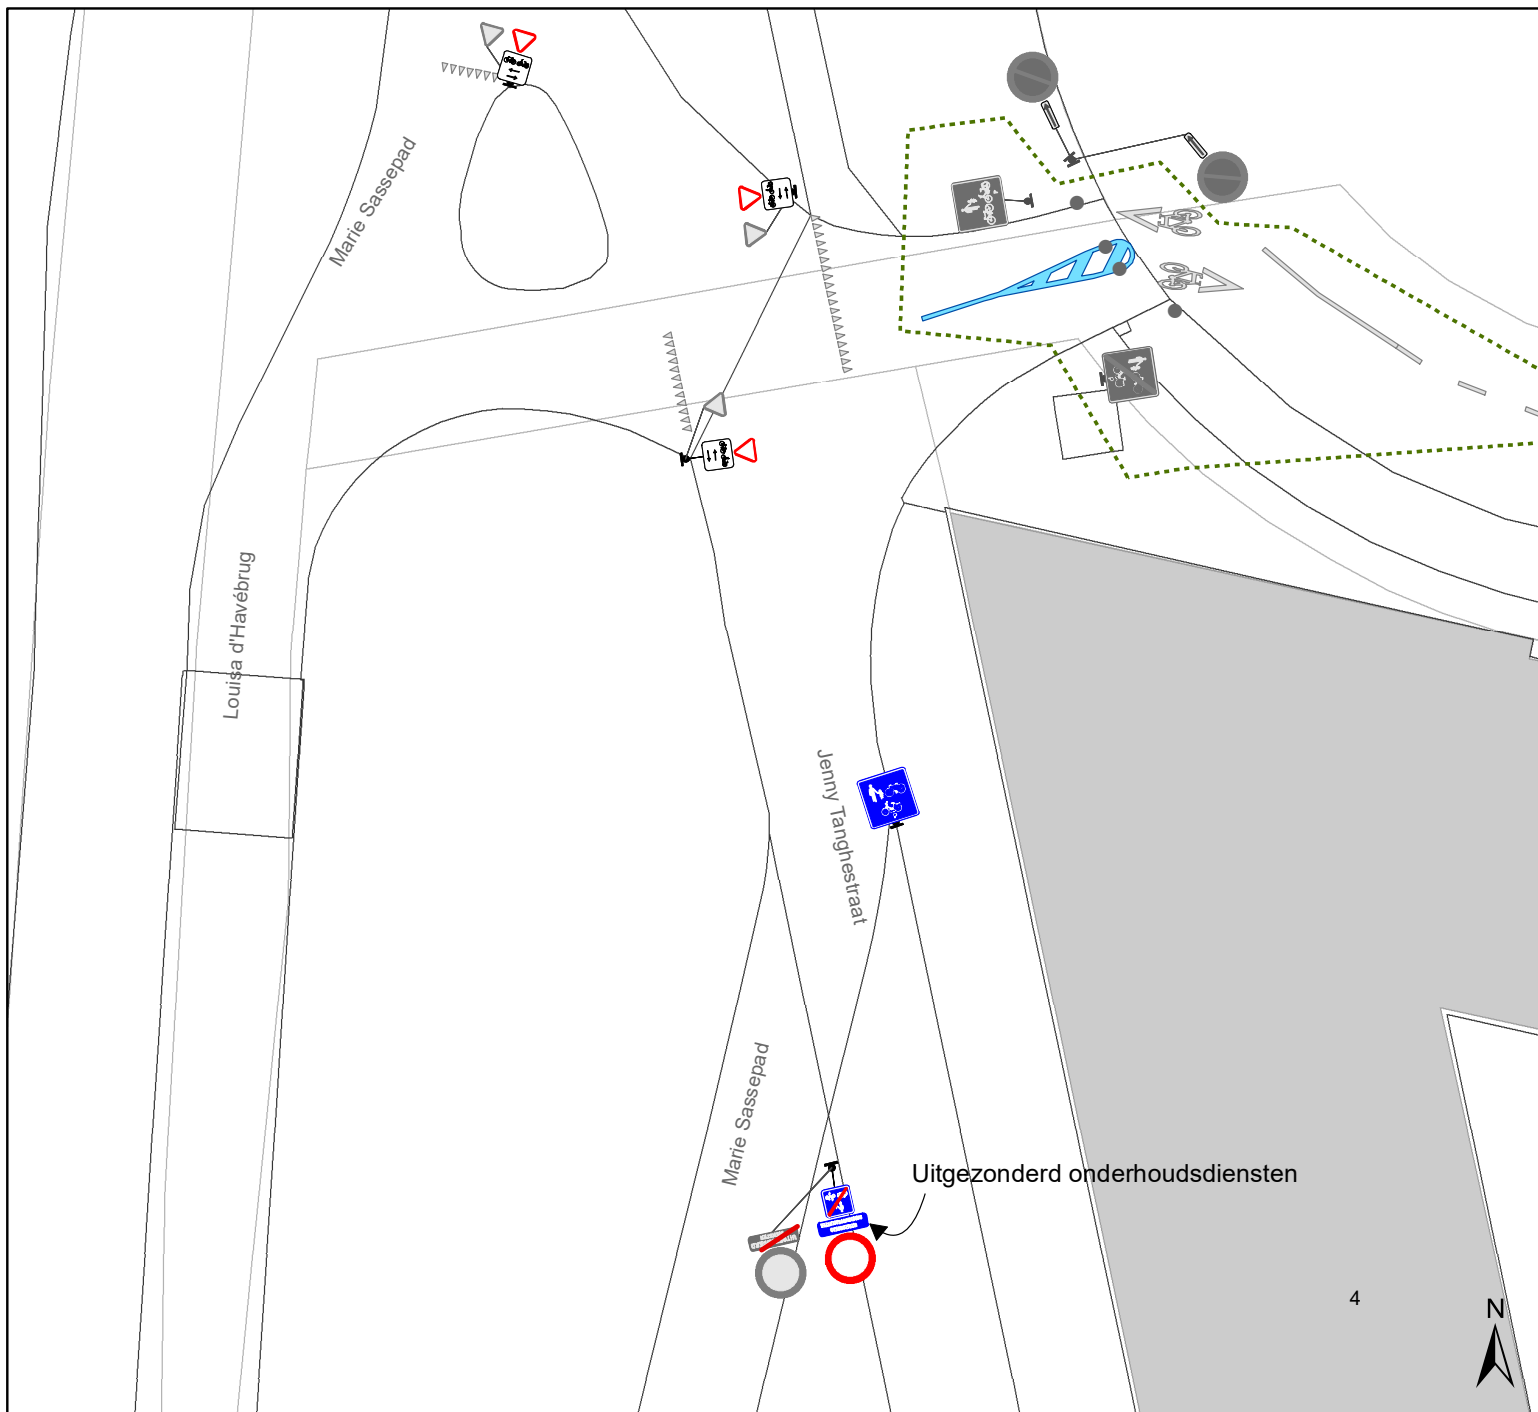 Marie Sassepad
Louisa d'Havébrug
Jenny Tanghestraat
Marie Sassepad
Uitgezonderd onderhoudsdiensten
4
N